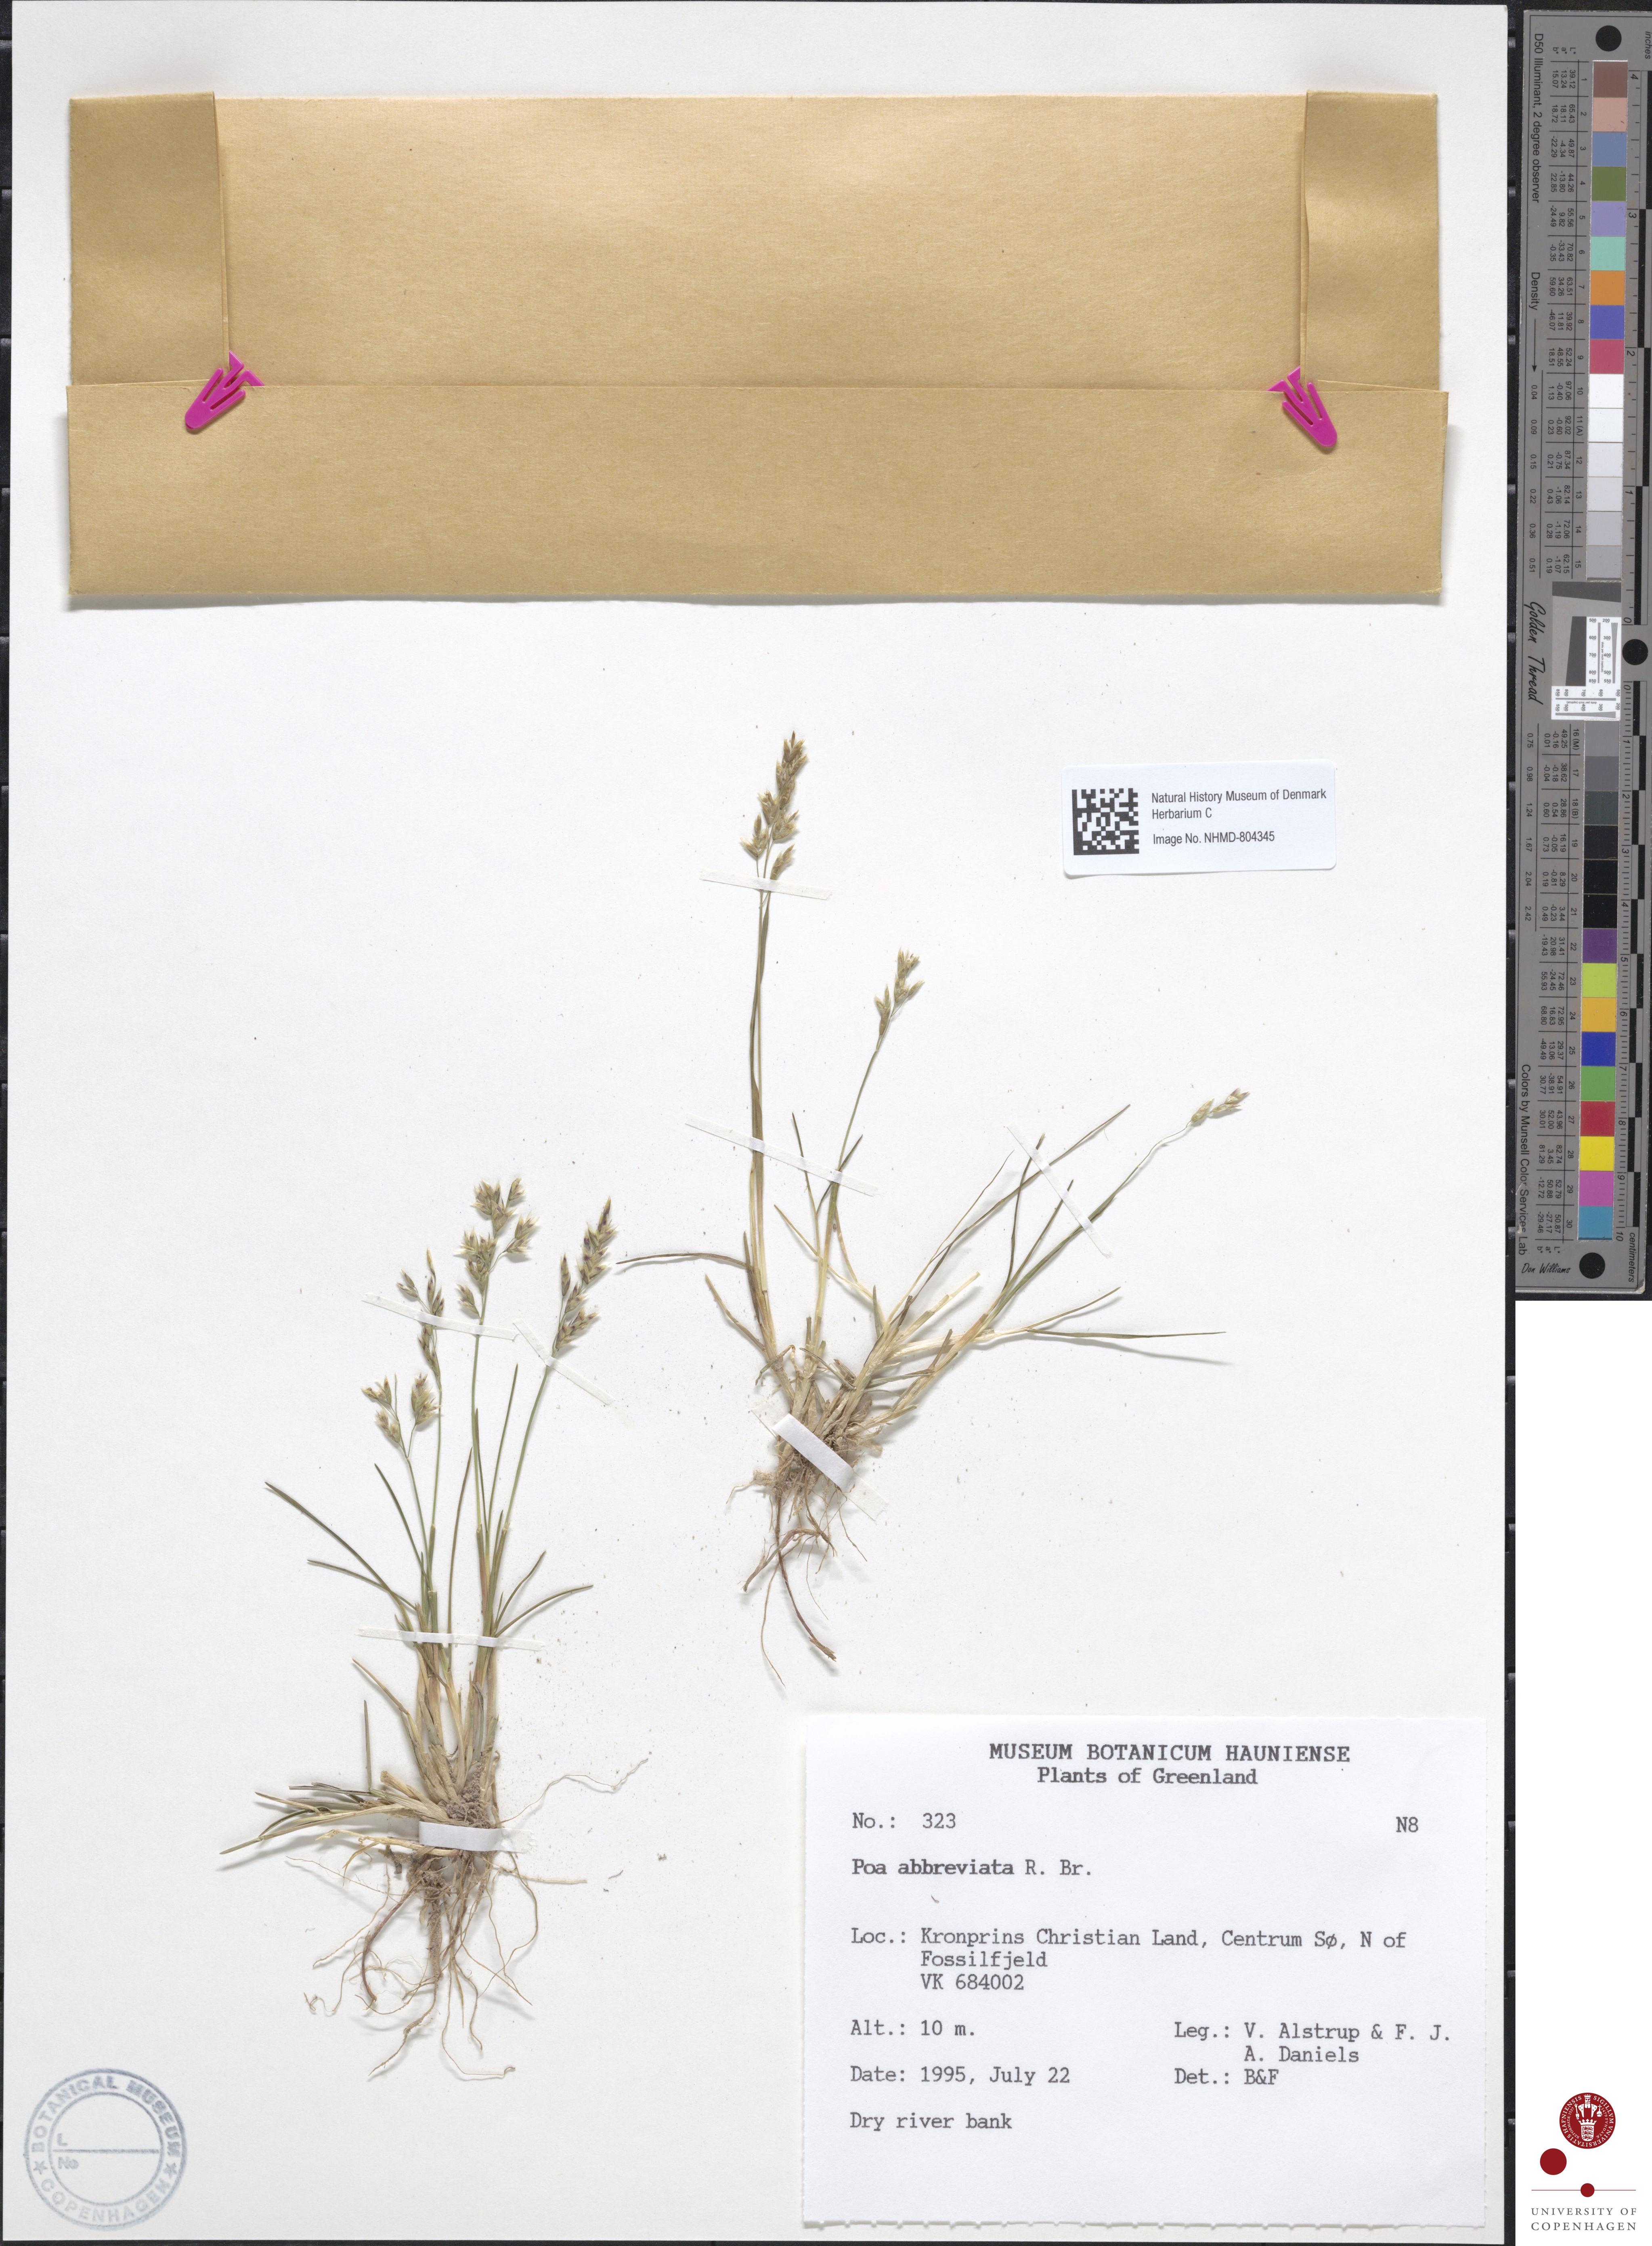 Natural History Museum of Denmark
Herbarium C
Image No. NHMD-804345
MUSEUM BOTANICUM HAUNIENSE
Plants of Greenland
No.: 323 N8
Poa abbreviata R. Br.
Loc.: Kronprins Christian Land, Centrum Sø, N of
Fossilfjeld
VK 684002
Alt.: 10 m.
Leg.: V. Alstrup & F. J.
A. Daniels
Date: 1995, July 22
Det.: B&F
Dry river bank
BOTANICAL MUSEUM
L
No
COPENHAGEN
D50 Illuminant, 2 degree observer
Density
Golden Thread
Colors by Munsell Color Services Lab
Don Williams
inches
centimeters
UNIVERSITY OF
COPENHAGEN